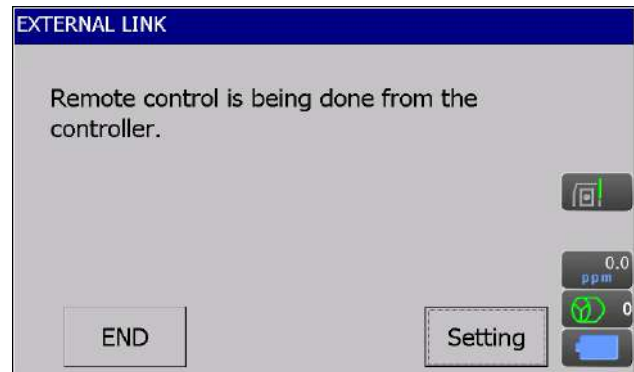 EXTERNAL LINK
Remote control is being done from the
controller.
0.0
ppm
0
END
Setting